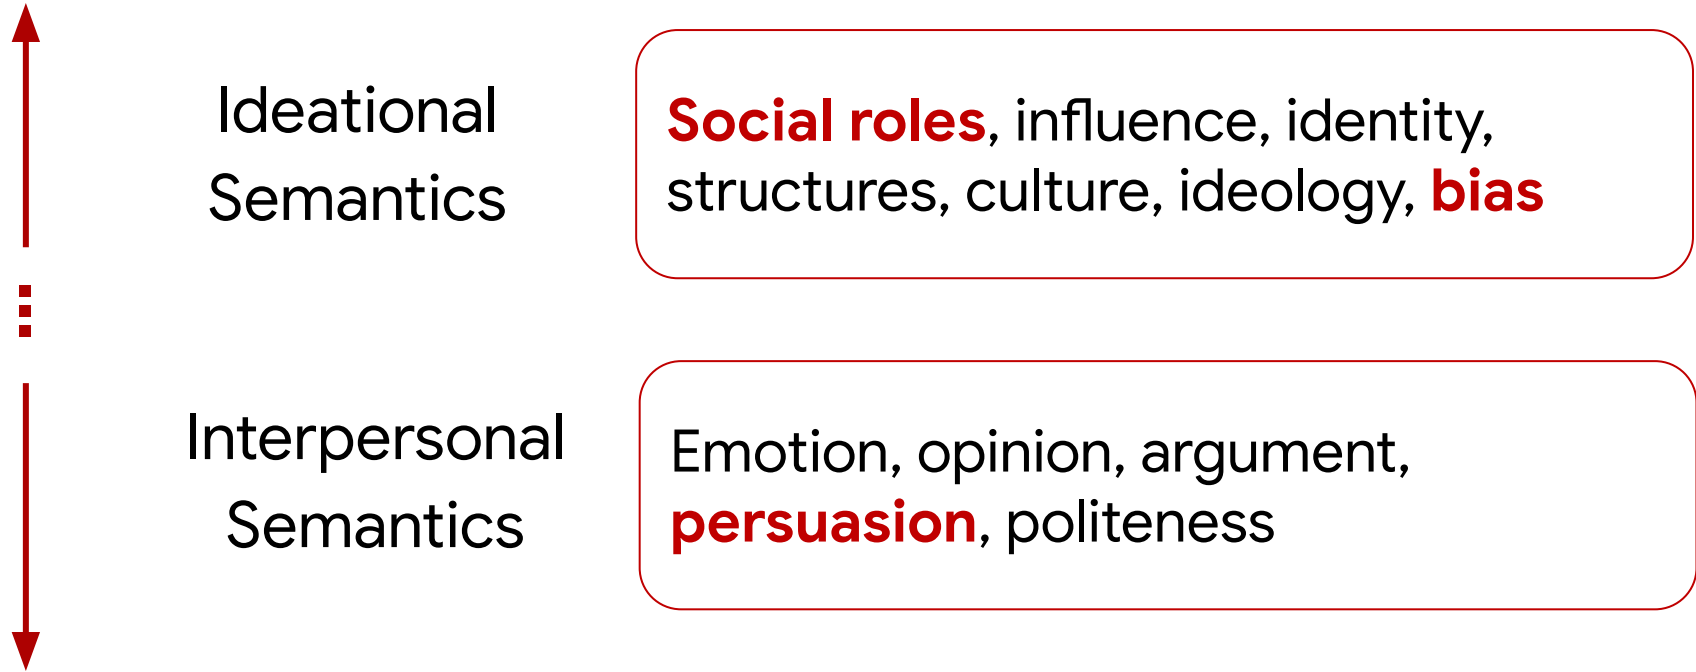 Ideational
Semantics
Social roles, influence, identity,
structures, culture, ideology, bias
Interpersonal
Semantics
Emotion, opinion, argument,
persuasion, politeness